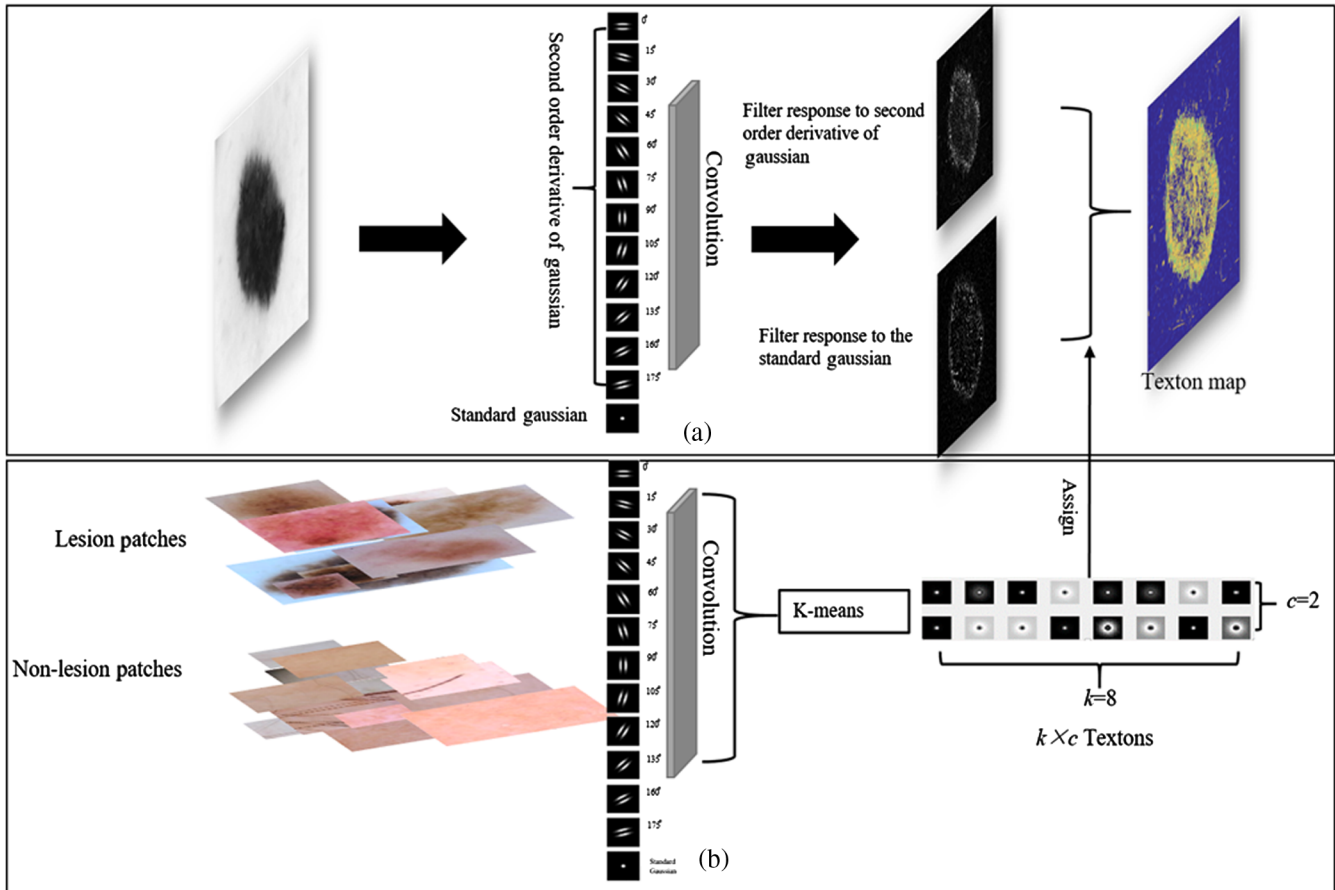 Second order derivative of gaussian
0°
15°
30°
45°
60°
75°
90°
105°
120°
135°
160°
175°
Standard gaussian
Convolution
(a)
Filter response to second
order derivative of
gaussian
Filter response to the
standard gaussian
Texton map
Lesion patches
Non-lesion patches
0°
15°
30°
45°
60°
75°
90°
105°
120°
135°
160°
175°
Standard
Gaussian
Convolution
(b)
K-means
Assign
c=2
k=8
k×c Textons